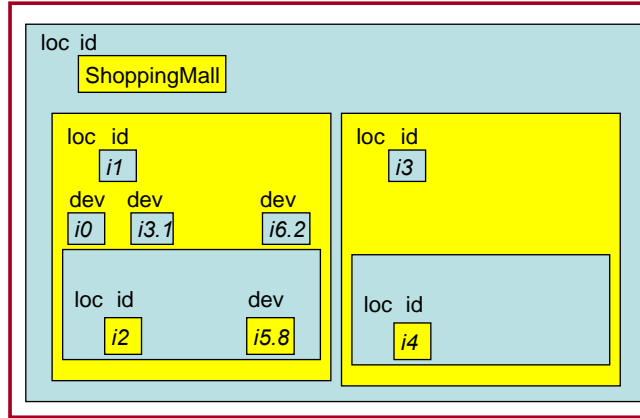 loc id
ShoppingMall
loc id
i1
dev dev dev
i0 i3.1 i6.2
loc id dev
i2 i5.8
loc id
i3
loc id
i4